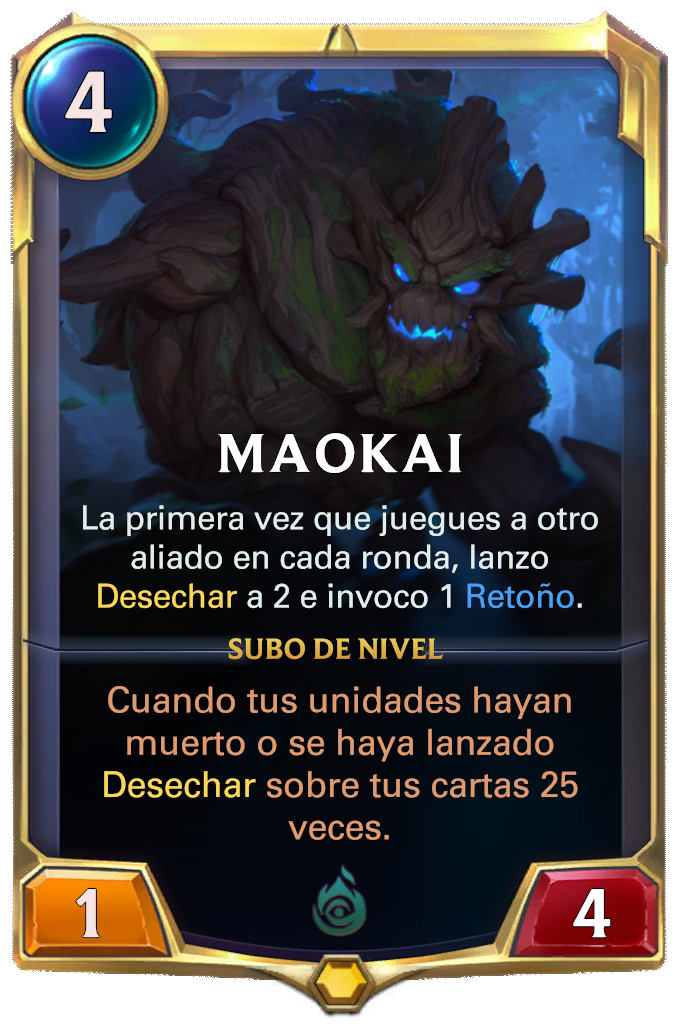 4
MAOKAI
La primera vez que juegues a otro
aliado en cada ronda, lanzo
Desechar a 2 e invoco 1 Retoño.
SUBO DE NIVEL
Cuando tus unidades hayan
muerto o se haya lanzado
Desechar sobre tus cartas 25
veces.
1
4